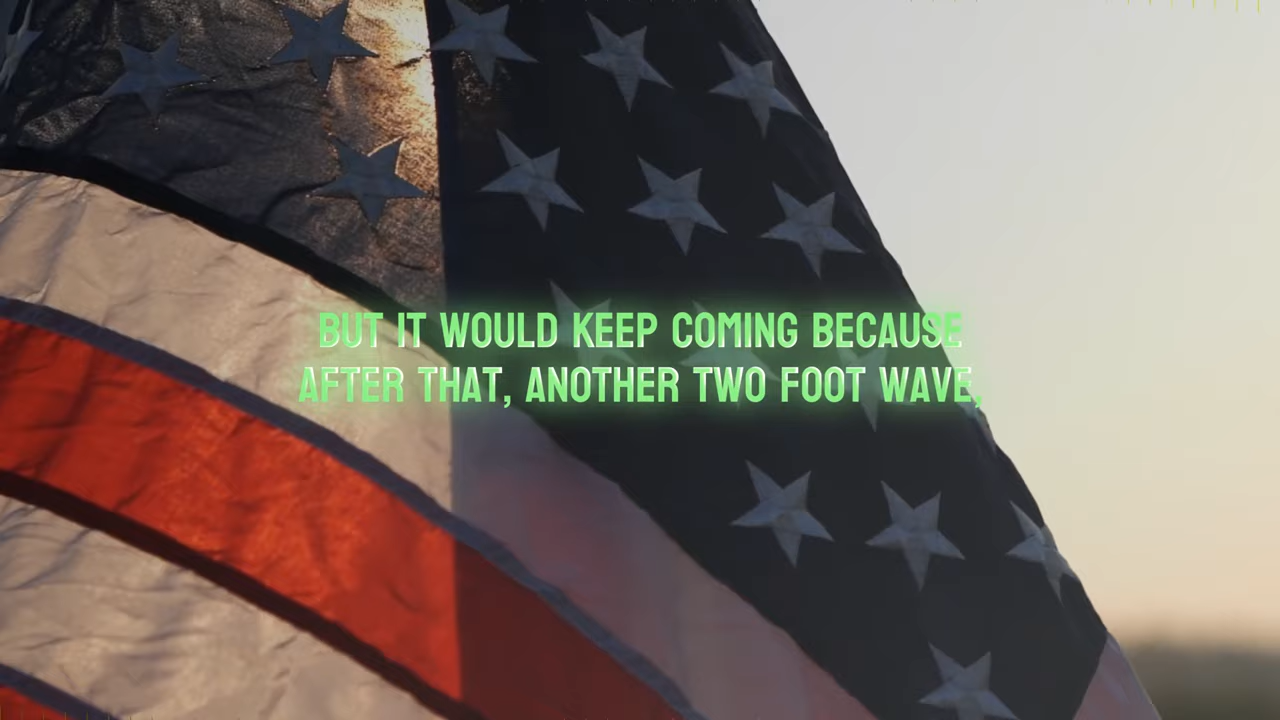 BUT IT WOULD KEEP COMING BECAUSE
AFTER THAT, ANOTHER TWO FOOT WAVE,